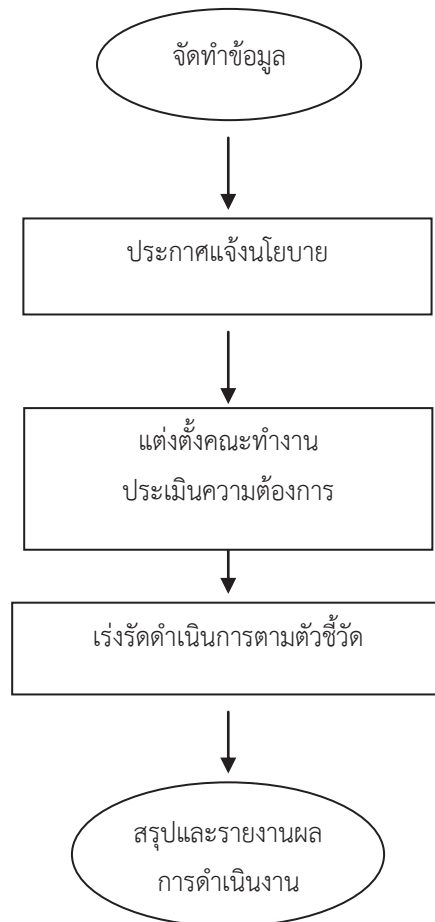 จัดทำข้อมูล
ประกาศแจ้งนโยบาย
แต่งตั้งคณะทำงาน
ประเมินความต้องการ
เร่งรัดดำเนินการตามตัวชี้วัด
สรุปและรายงานผล
การดำเนินงาน